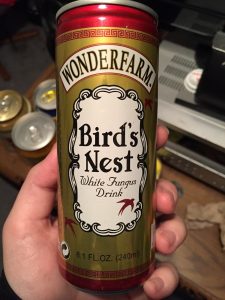 WONDERFARM
Bird's
Nest
White Fungus
Drink
8.1 FL.OZ. (240ml)